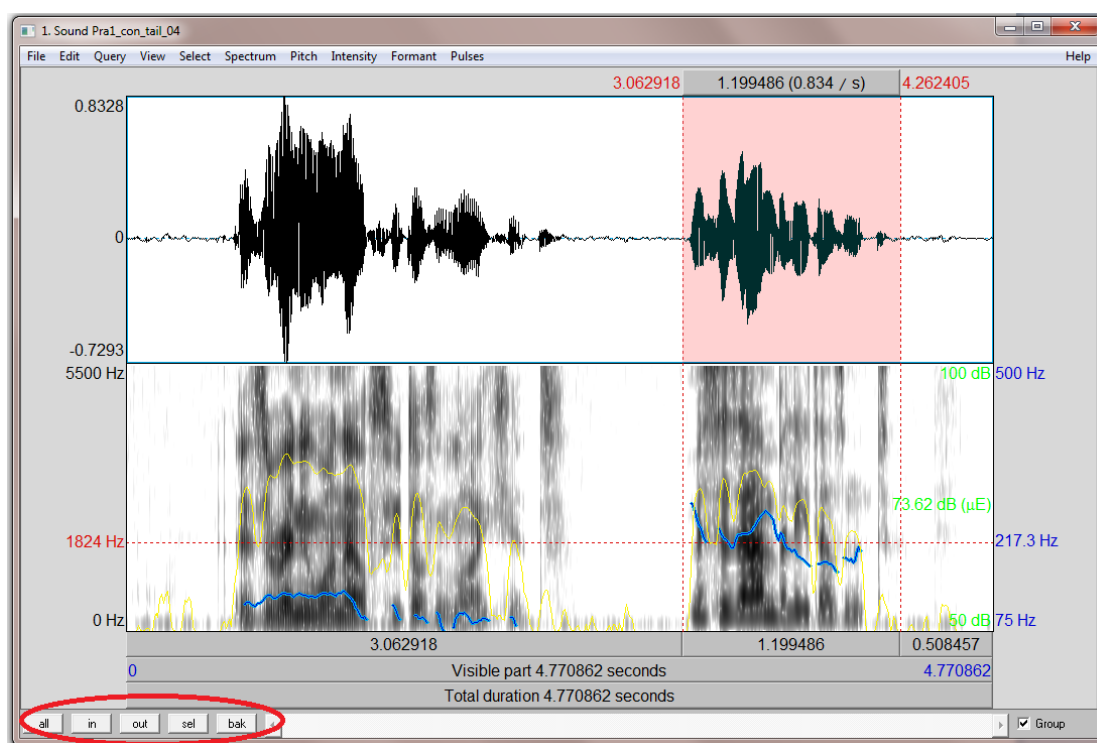 1. Sound Pra1_con_tail_04
File Edit Query View Select Spectrum Pitch Intensity Formant Pulses Help
3.062918 1.199486 (0.834 / s) 4.262405
0.8328
0
-0.7293
5500 Hz 100 dB 500 Hz
73.62 dB (µE)
1824 Hz 217.3 Hz
0 Hz 50 dB 75 Hz
3.062918 1.199486 0.508457
0 Visible part 4.770862 seconds 4.770862
Total duration 4.770862 seconds
all in out sel bak Group